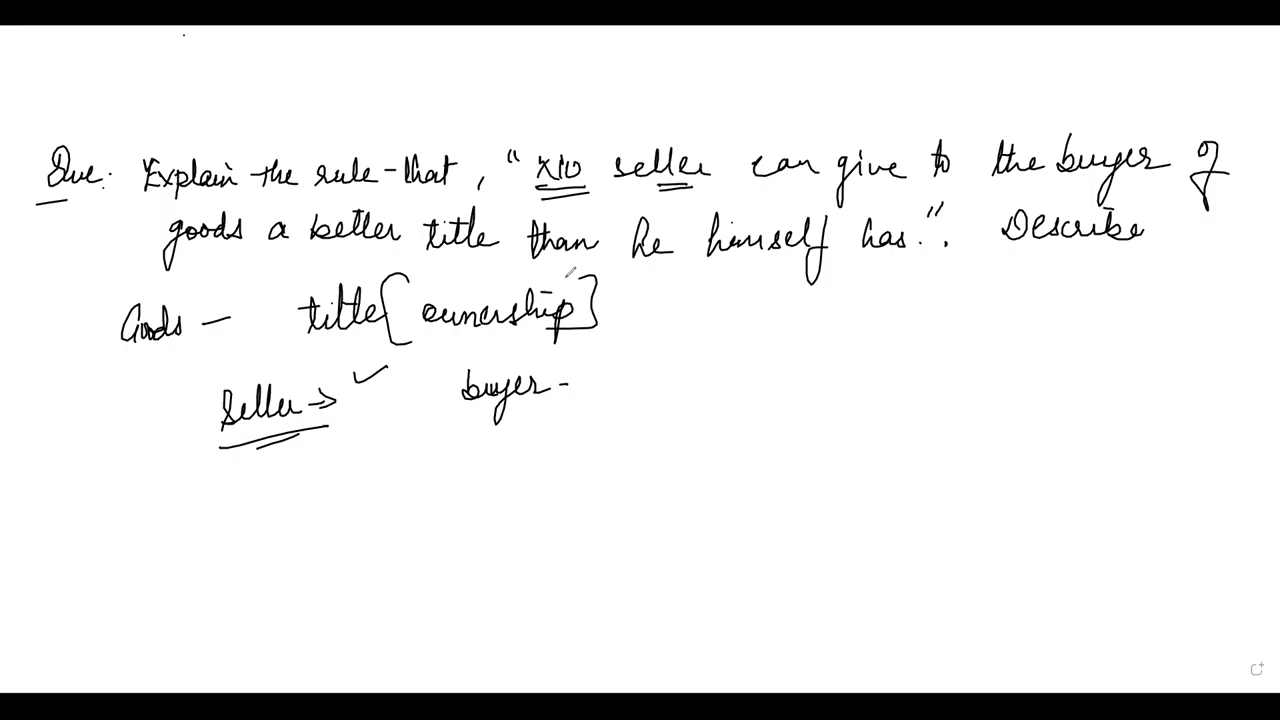 Que. Explain the rule that, "No seller can give to the buyer of
goods a better title than he himself has.". Describe
Goods - title [ownership]
Seller → ✓ buyer -